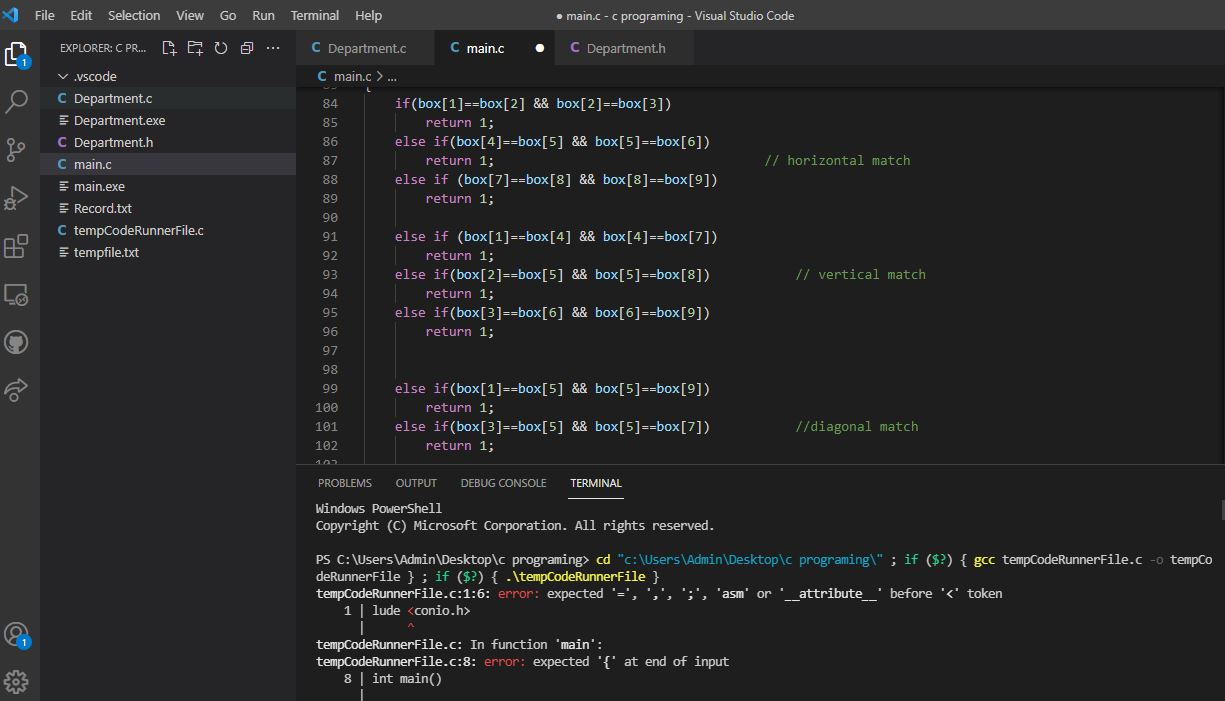 File Edit Selection View Go Run Terminal Help ● main.c - c programing - Visual Studio Code
EXPLORER: C PR... ···
C Department.c C main.c ● C Department.h
C main.c > ...
.vscode
C Department.c
Department.exe
C Department.h
C main.c
main.exe
Record.txt
C tempCodeRunnerFile.c
tempfile.txt
1
1
{
84 if(box[1]==box[2] && box[2]==box[3])
85 return 1;
86 else if(box[4]==box[5] && box[5]==box[6])
87 return 1; // horizontal match
88 else if (box[7]==box[8] && box[8]==box[9])
89 return 1;
90
91 else if (box[1]==box[4] && box[4]==box[7])
92 return 1;
93 else if(box[2]==box[5] && box[5]==box[8]) // vertical match
94 return 1;
95 else if(box[3]==box[6] && box[6]==box[9])
96 return 1;
97
98
99 else if(box[1]==box[5] && box[5]==box[9])
100 return 1;
101 else if(box[3]==box[5] && box[5]==box[7]) //diagonal match
102 return 1;
PROBLEMS OUTPUT DEBUG CONSOLE TERMINAL
Windows PowerShell
Copyright (C) Microsoft Corporation. All rights reserved.
PS C:\Users\Admin\Desktop\c programing> cd "c:\Users\Admin\Desktop\c programing\" ; if ($?) { gcc tempCodeRunnerFile.c -o tempCo
deRunnerFile } ; if ($?) { .\tempCodeRunnerFile }
tempCodeRunnerFile.c:1:6: error: expected '=', ',', ';', 'asm' or '__attribute__' before '<' token
1 | lude <conio.h>
| ^
tempCodeRunnerFile.c: In function 'main':
tempCodeRunnerFile.c:8: error: expected '{' at end of input
8 | int main()
|